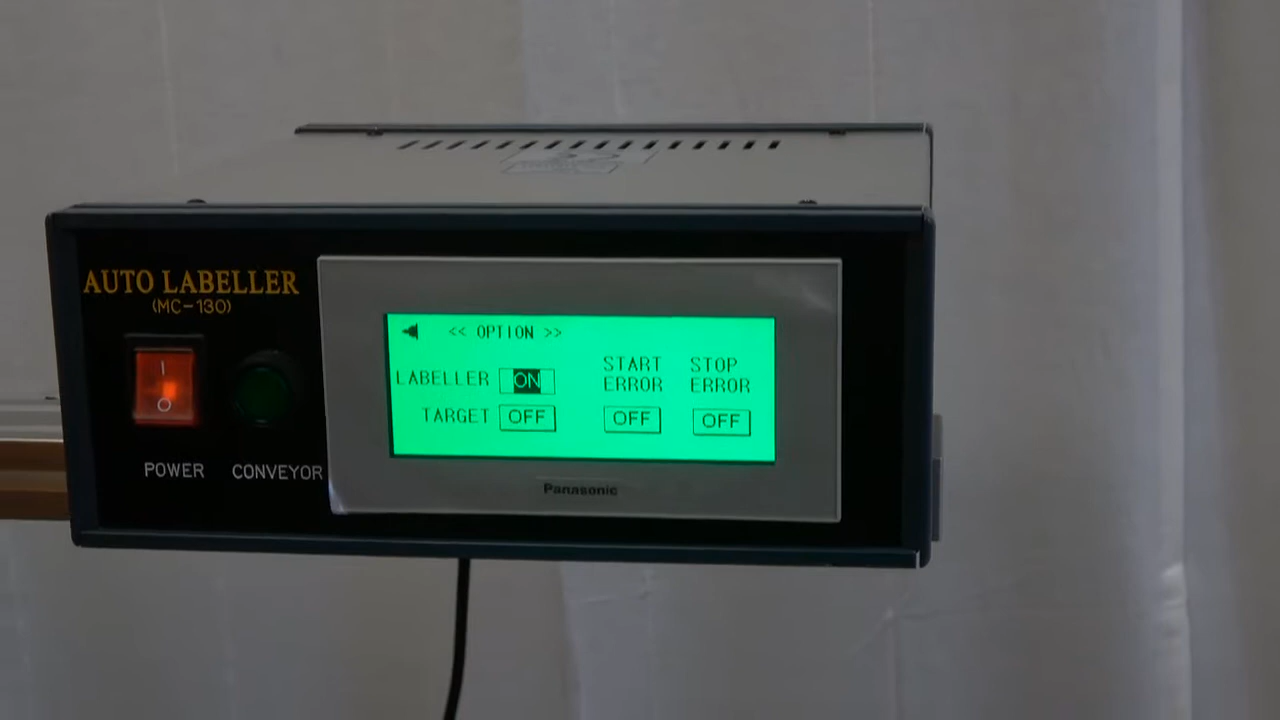 AUTO LABELLER
(MC-130)
I
O
POWER
CONVEYOR
<< OPTION >>
LABELLER ON
TARGET OFF
START ERROR
OFF
STOP ERROR
OFF
Panasonic